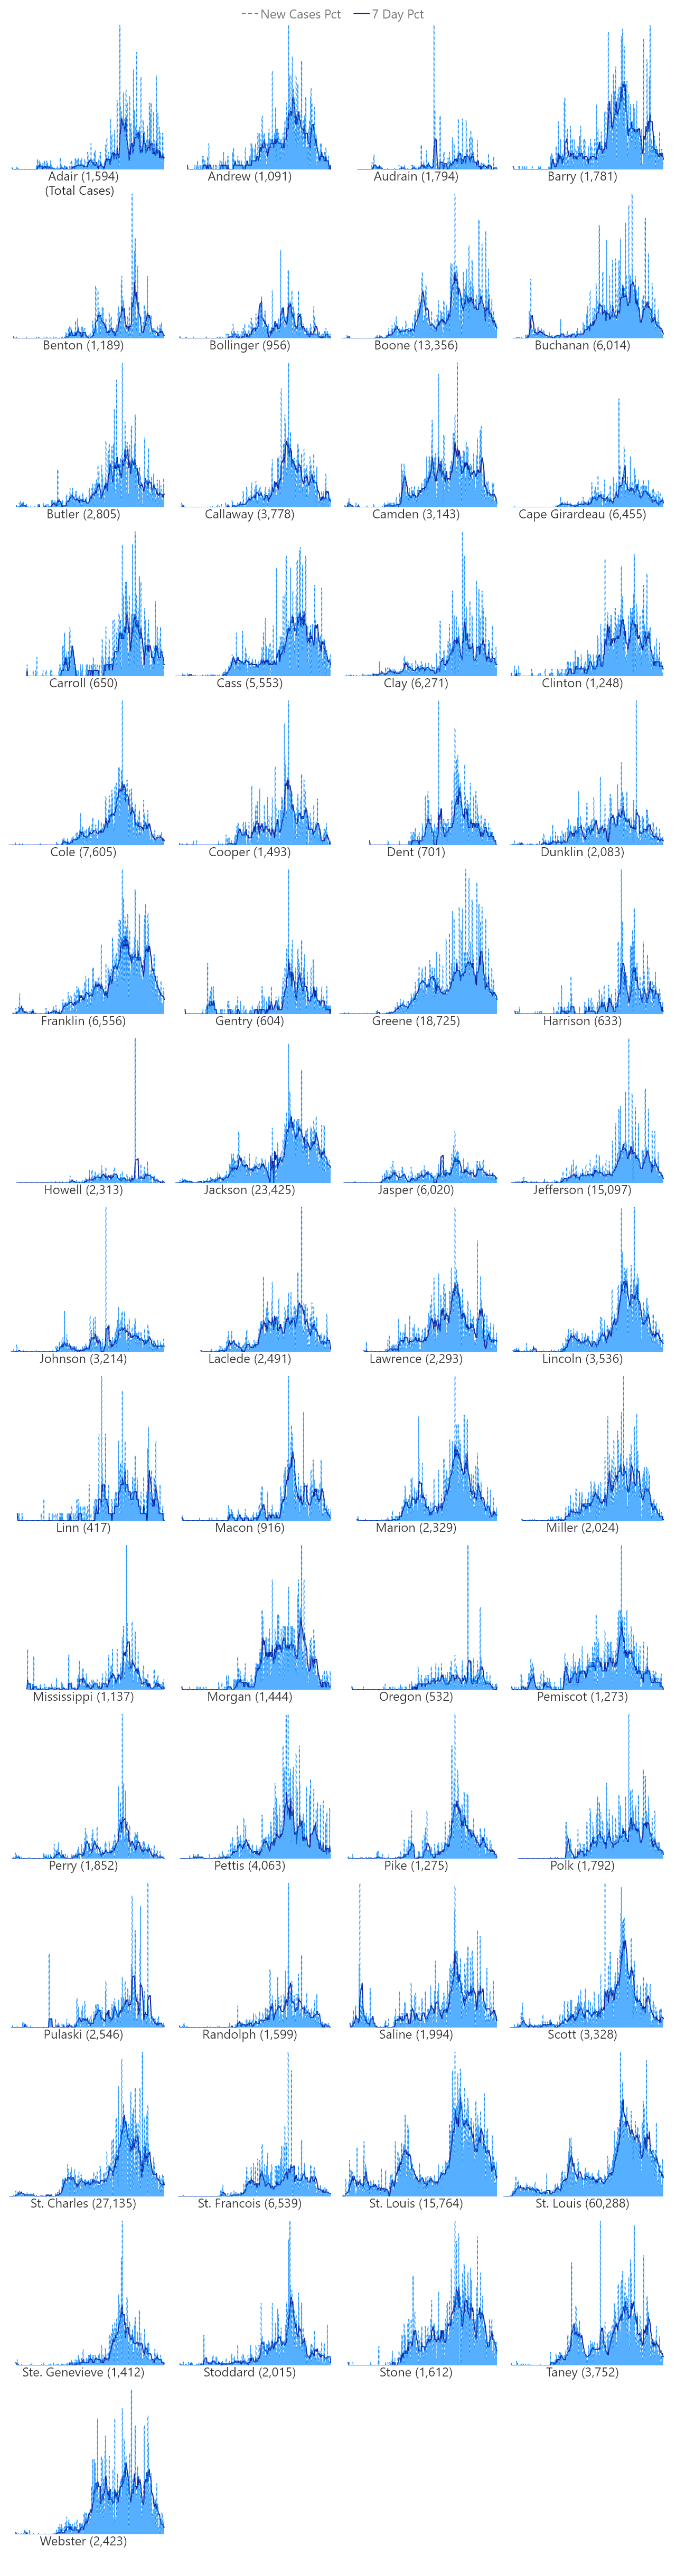 New Cases Pct 7 Day Pct
Adair (1,594) Andrew (1,091) Audrain (1,794) Barry (1,781)
(Total Cases)
Benton (1,189) Bollinger (956) Boone (13,356) Buchanan (6,014)
Butler (2,805) Callaway (3,778) Camden (3,143) Cape Girardeau (6,455)
Carroll (650) Cass (5,553) Clay (6,271) Clinton (1,248)
Cole (7,605) Cooper (1,493) Dent (701) Dunklin (2,083)
Franklin (6,556) Gentry (604) Greene (18,725) Harrison (633)
Howell (2,313) Jackson (23,425) Jasper (6,020) Jefferson (15,097)
Johnson (3,214) Laclede (2,491) Lawrence (2,293) Lincoln (3,536)
Linn (417) Macon (916) Marion (2,329) Miller (2,024)
Mississippi (1,137) Morgan (1,444) Oregon (532) Pemiscot (1,273)
Perry (1,852) Pettis (4,063) Pike (1,275) Polk (1,792)
Pulaski (2,546) Randolph (1,599) Saline (1,994) Scott (3,328)
St. Charles (27,135) St. Francois (6,539) St. Louis (15,764) St. Louis (60,288)
Ste. Genevieve (1,412) Stoddard (2,015) Stone (1,612) Taney (3,752)
Webster (2,423)